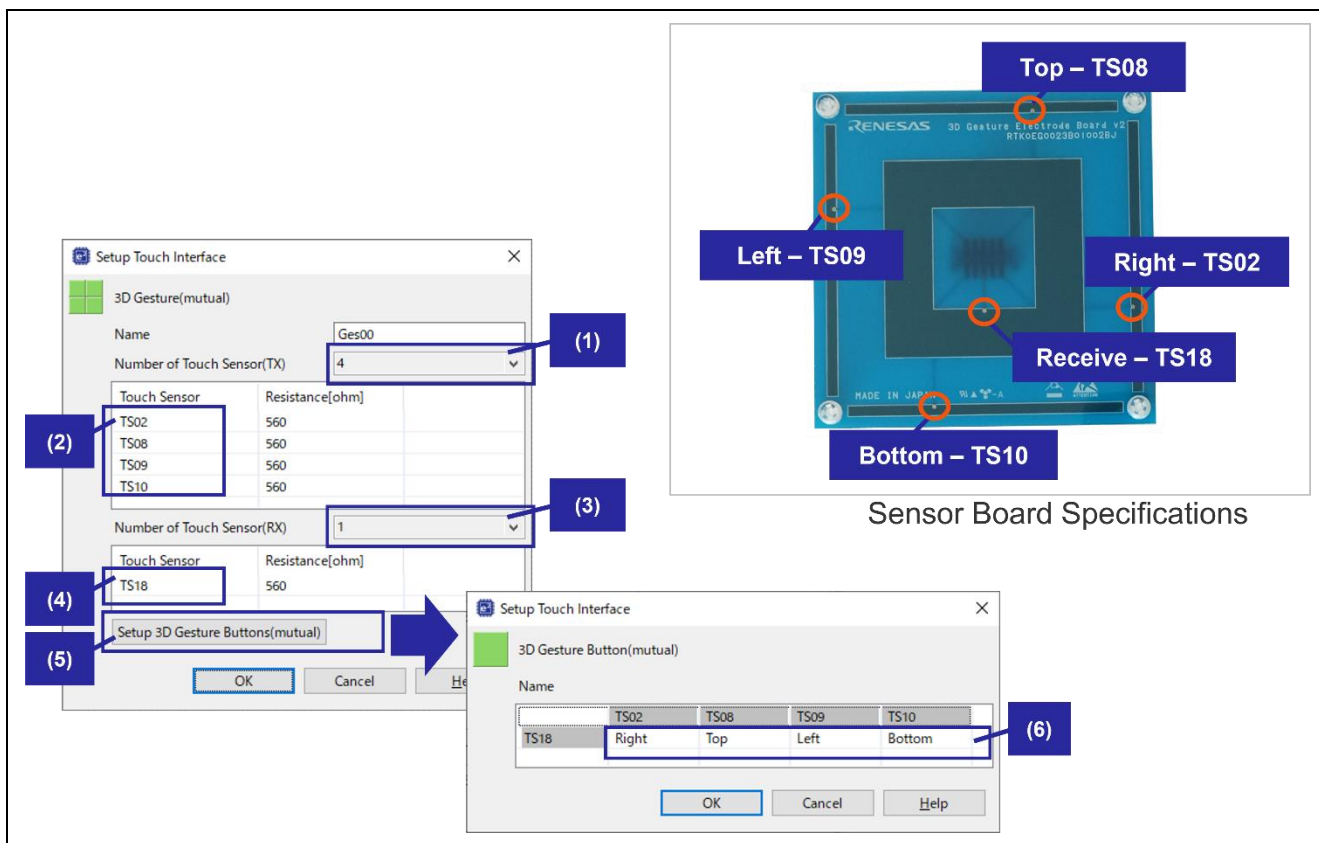 Top – TS08
RENESAS 3D Gesture Electrode Board v2
RTK0EG0023B01002BJ
Left – TS09
Right – TS02
Receive – TS18
MADE IN JAPAN
Bottom – TS10
Sensor Board Specifications
Setup Touch Interface
3D Gesture(mutual)
Name Ges00
(1)
Number of Touch Sensor(TX) 4
Touch Sensor Resistance[ohm]
(2)
TS02 560
TS08 560
TS09 560
TS10 560
(3)
Number of Touch Sensor(RX) 1
Touch Sensor Resistance[ohm]
(4)
TS18 560
(5)
Setup 3D Gesture Buttons(mutual)
OK Cancel
Setup Touch Interface
3D Gesture Button(mutual)
Name
TS02 TS08 TS09 TS10
TS18 Right Top Left Bottom
(6)
OK Cancel Help